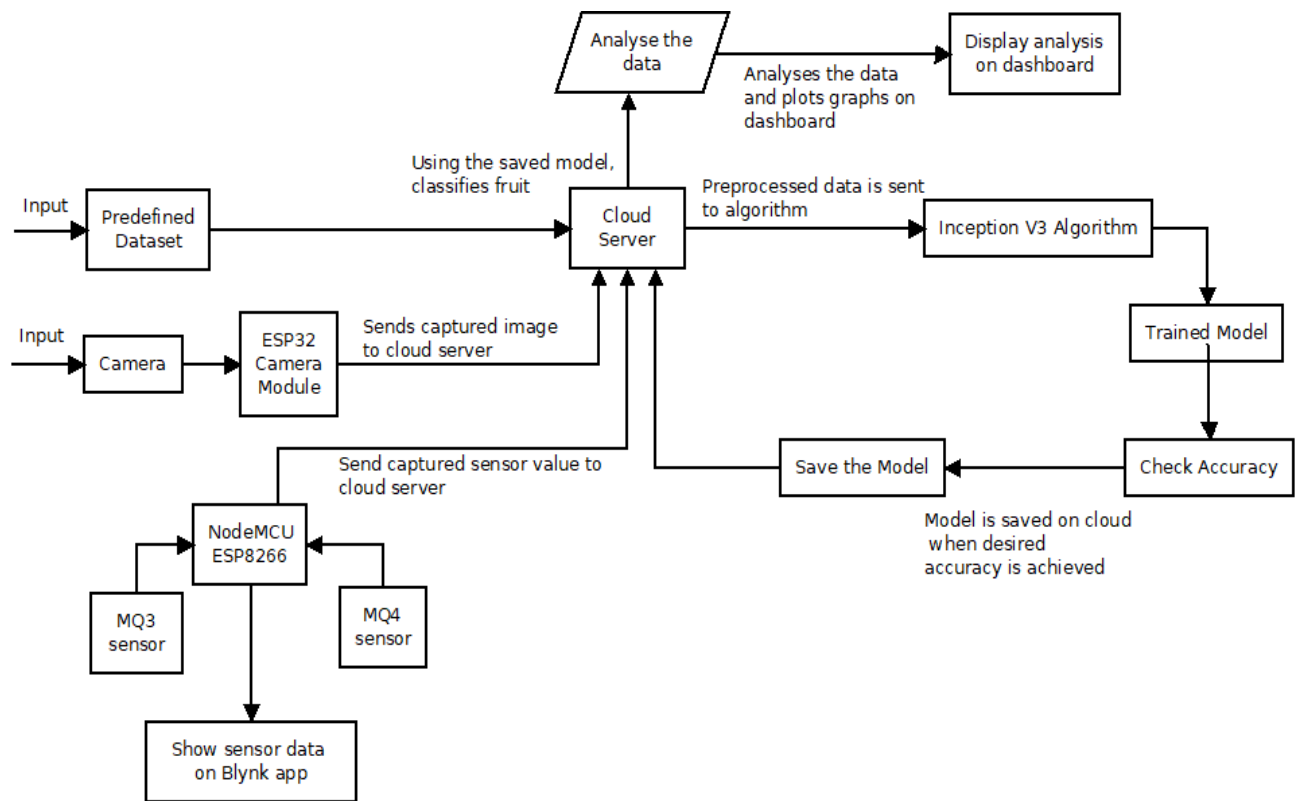 Analyse the
data
Display analysis
on dashboard
Analyses the data
and plots graphs on
dashboard
Using the saved model,
classifies fruit
Input
Predefined
Dataset
Cloud
Server
Preprocessed data is sent
to algorithm
Inception V3 Algorithm
Input
Camera
ESP32
Camera
Module
Sends captured image
to cloud server
Trained Model
Send captured sensor value to
cloud server
Save the Model
Check Accuracy
Model is saved on cloud
when desired
accuracy is achieved
NodeMCU
ESP8266
MQ3
sensor
MQ4
sensor
Show sensor data
on Blynk app